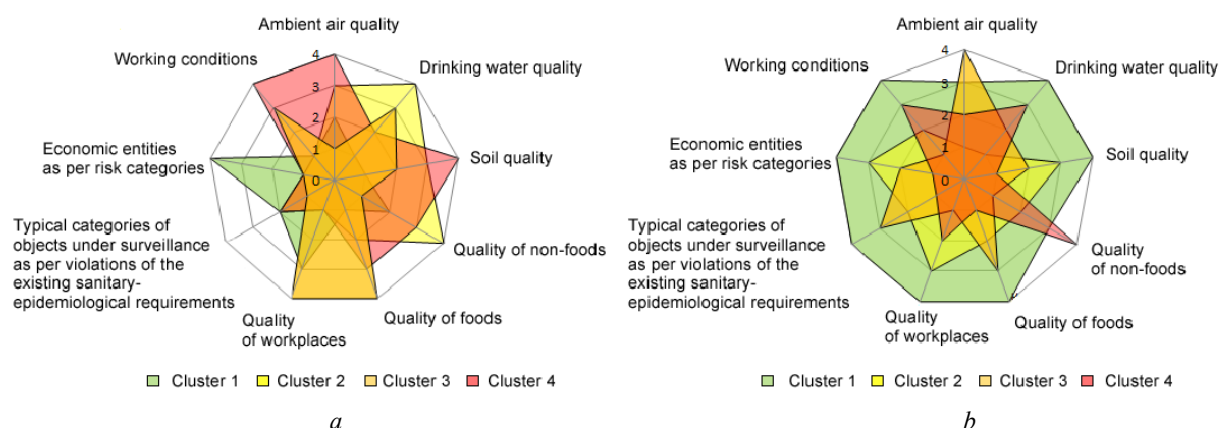 Ambient air quality
Working conditions
Drinking water quality
Economic entities
as per risk categories
Soil quality
Typical categories of
objects under surveillance
as per violations of the
existing sanitary-
epidemiological requirements
Quality of non-foods
Quality
of workplaces
Quality of foods
4
3
2
1
0
Cluster 1
Cluster 2
Cluster 3
Cluster 4
a
Ambient air quality
Working conditions
Drinking water quality
Economic entities
as per risk categories
Soil quality
Typical categories of
objects under surveillance
as per violations of the
existing sanitary-
epidemiological requirements
Quality
of non-foods
Quality
of workplaces
Quality of foods
4
3
2
1
0
Cluster 1
Cluster 2
Cluster 3
Cluster 4
b